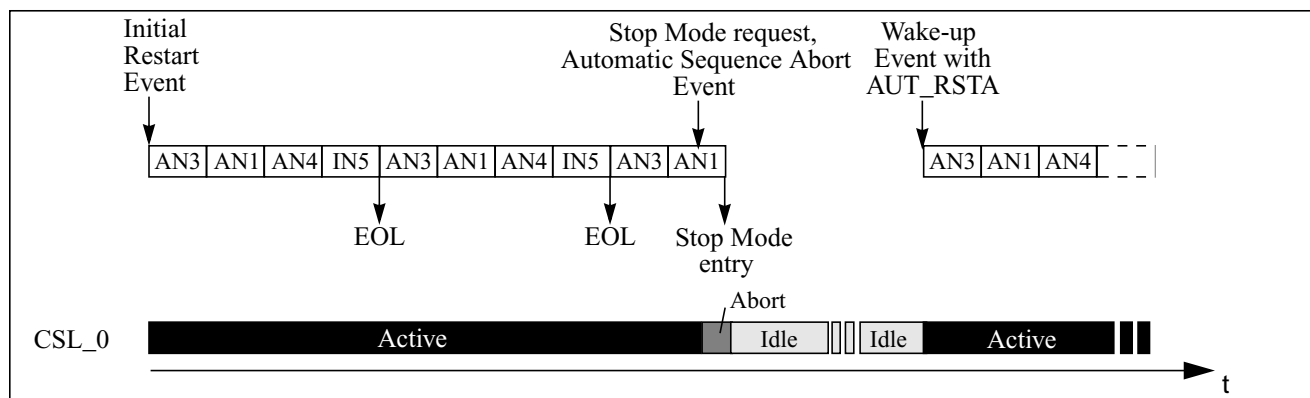 Initial
Restart
Event
Stop Mode request,
Automatic Sequence Abort
Event
Wake-up
Event with
AUT_RSTA
AN3 AN1 AN4 IN5 AN3 AN1 AN4 IN5 AN3 AN1
AN3 AN1 AN4
EOL
EOL
Stop Mode
entry
Abort
CSL_0
Active
Idle
Idle
Active
t